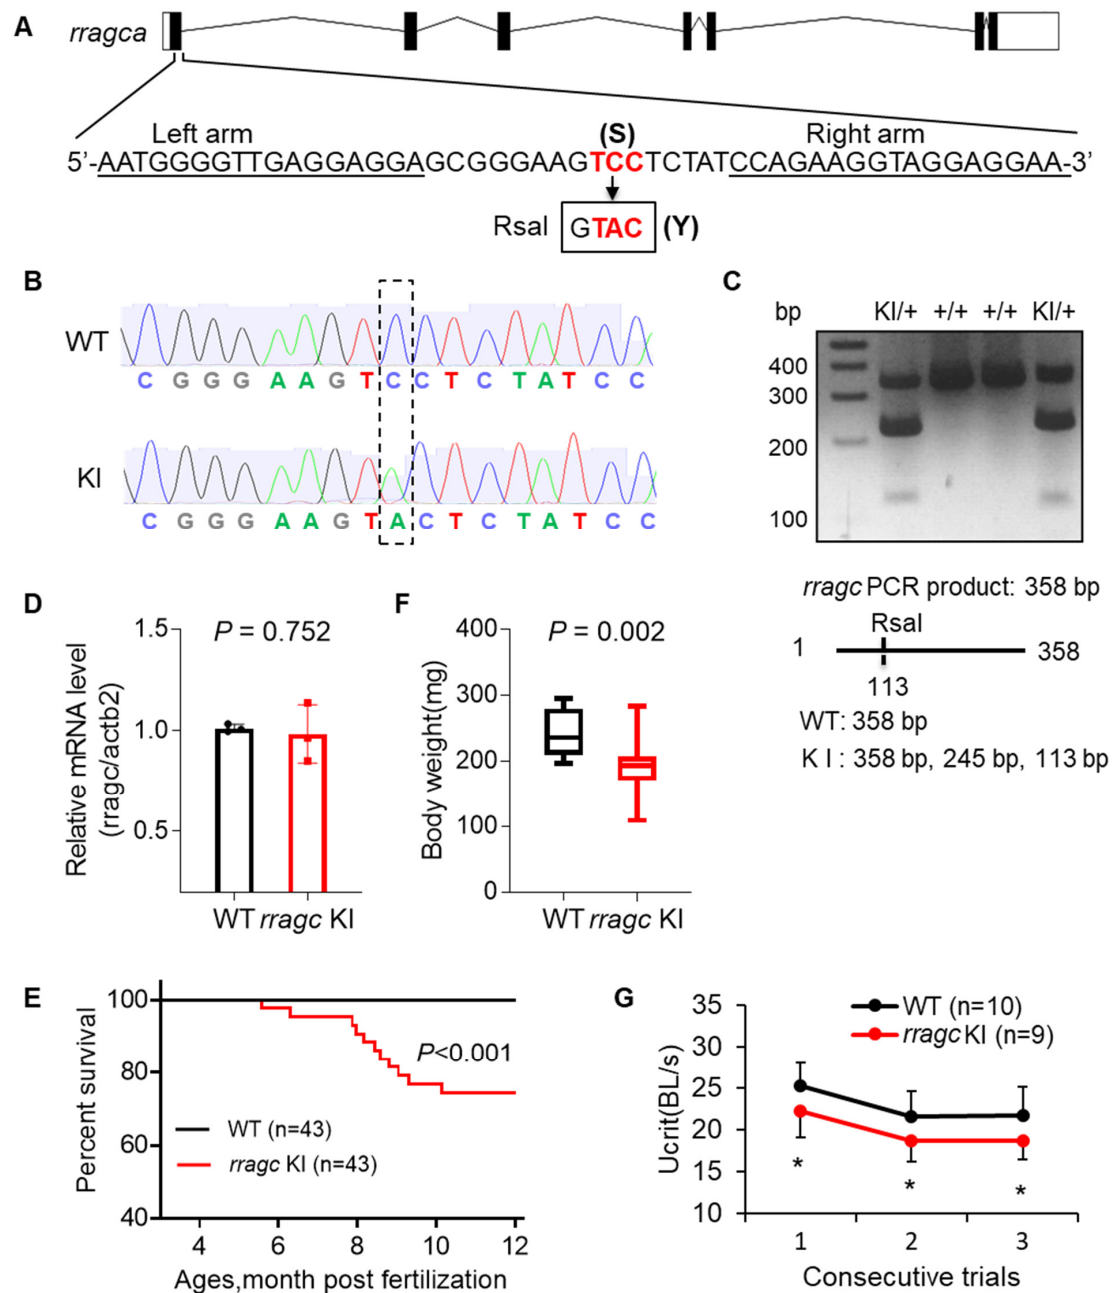 A
rragca
Left arm
(S)
Right arm
5’-AATGGGGTTGAGGAGGAGCGGGAAGTCCTCTATCCAGAAGGTAGGAGGAA-3’
RsaI
GTAC
(Y)
B
WT
C G G G A A G T C C T C T A T C C
KI
C G G G A A G T A C T C T A T C C
C
bp
KI/+ +/+ +/+ KI/+
400
300
200
100
rragc PCR product: 358 bp
RsaI
1
358
113
WT: 358 bp
K I : 358 bp, 245 bp, 113 bp
D
Relative mRNA level
(rragc/actb2)
P = 0.752
1.5
1.0
0.5
WT rragc KI
F
Body weight(mg)
P = 0.002
400
300
200
100
0
WT rragc KI
E
Percent survival
100
80
60
40
P<0.001
WT (n=43)
rragc KI (n=43)
4 6 8 10 12
Ages,month post fertilization
G
Ucrit(BL/s)
35
30
25
20
15
10
WT (n=10)
rragc KI (n=9)
* * *
1 2 3
Consecutive trials